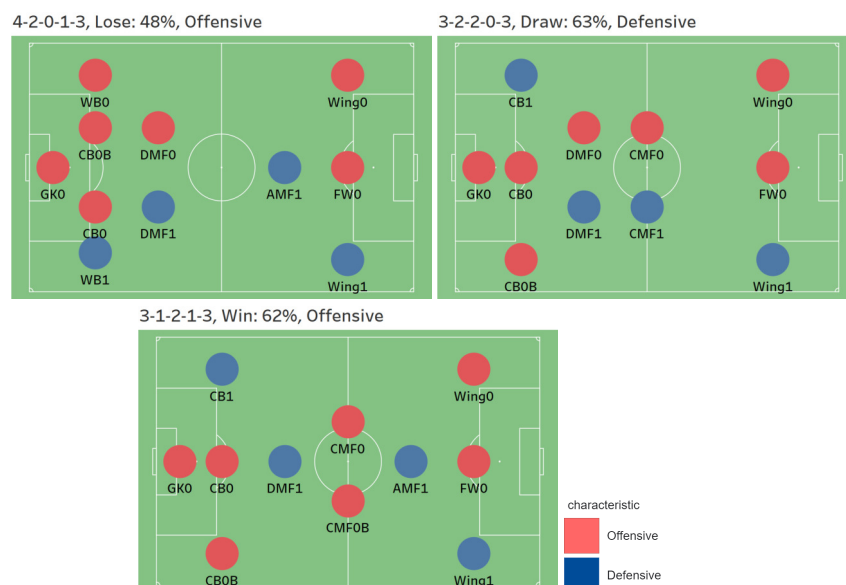 4-2-0-1-3, Lose: 48%, Offensive
WB0
Wing0
CB0B
DMF0
GK0
AMF1
FW0
CB0
DMF1
WB1
Wing1
3-2-2-0-3, Draw: 63%, Defensive
CB1
Wing0
DMF0
CMF0
GK0
CB0
FW0
DMF1
CMF1
CB0B
Wing1
3-1-2-1-3, Win: 62%, Offensive
CB1
Wing0
CMF0
GK0
CB0
DMF1
AMF1
FW0
CMF0B
CB0B
Wing1
characteristic
Offensive
Defensive